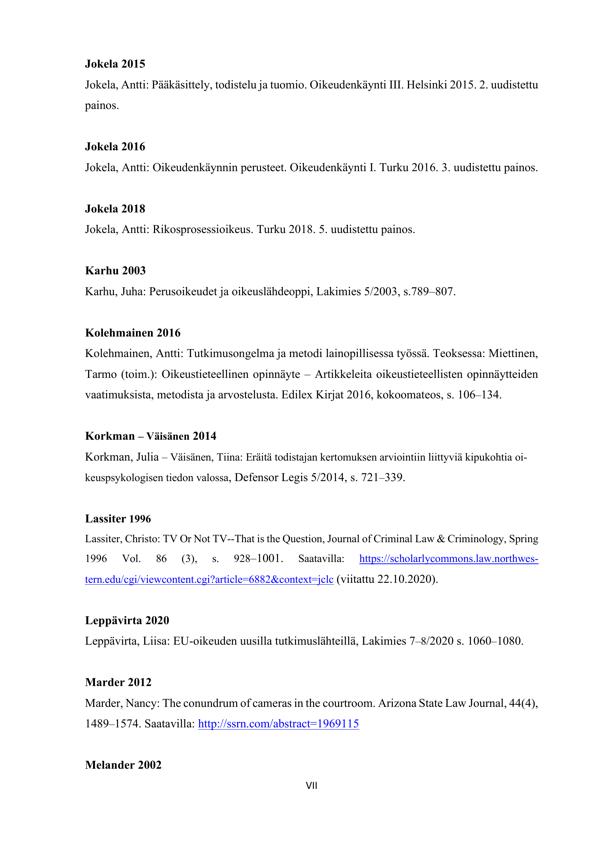 Jokela 2015
Jokela, Antti: Pääkäsittely, todistelu ja tuomio. Oikeudenkäynti III. Helsinki 2015. 2. uudistettu
painos.
Jokela 2016
Jokela, Antti: Oikeudenkäynnin perusteet. Oikeudenkäynti I. Turku 2016. 3. uudistettu painos.
Jokela 2018
Jokela, Antti: Rikosprosessioikeus. Turku 2018. 5. uudistettu painos.
Karhu 2003
Karhu, Juha: Perusoikeudet ja oikeuslähdeoppi, Lakimies 5/2003, s.789–807.
Kolehmainen 2016
Kolehmainen, Antti: Tutkimusongelma ja metodi lainopillisessa työssä. Teoksessa: Miettinen,
Tarmo (toim.): Oikeustieteellinen opinnäyte – Artikkeleita oikeustieteellisten opinnäytteiden
vaatimuksista, metodista ja arvostelusta. Edilex Kirjat 2016, kokoomateos, s. 106–134.
Korkman – Väisänen 2014
Korkman, Julia – Väisänen, Tiina: Eräitä todistajan kertomuksen arviointiin liittyviä kipukohtia oi-
keuspsykologisen tiedon valossa, Defensor Legis 5/2014, s. 721–339.
Lassiter 1996
Lassiter, Christo: TV Or Not TV--That is the Question, Journal of Criminal Law & Criminology, Spring
1996 Vol. 86 (3), s. 928–1001. Saatavilla: https://scholarlycommons.law.northwes-
tern.edu/cgi/viewcontent.cgi?article=6882&context=jclc (viitattu 22.10.2020).
Leppävirta 2020
Leppävirta, Liisa: EU-oikeuden uusilla tutkimuslähteillä, Lakimies 7–8/2020 s. 1060–1080.
Marder 2012
Marder, Nancy: The conundrum of cameras in the courtroom. Arizona State Law Journal, 44(4),
1489–1574. Saatavilla: http://ssrn.com/abstract=1969115
Melander 2002
VII